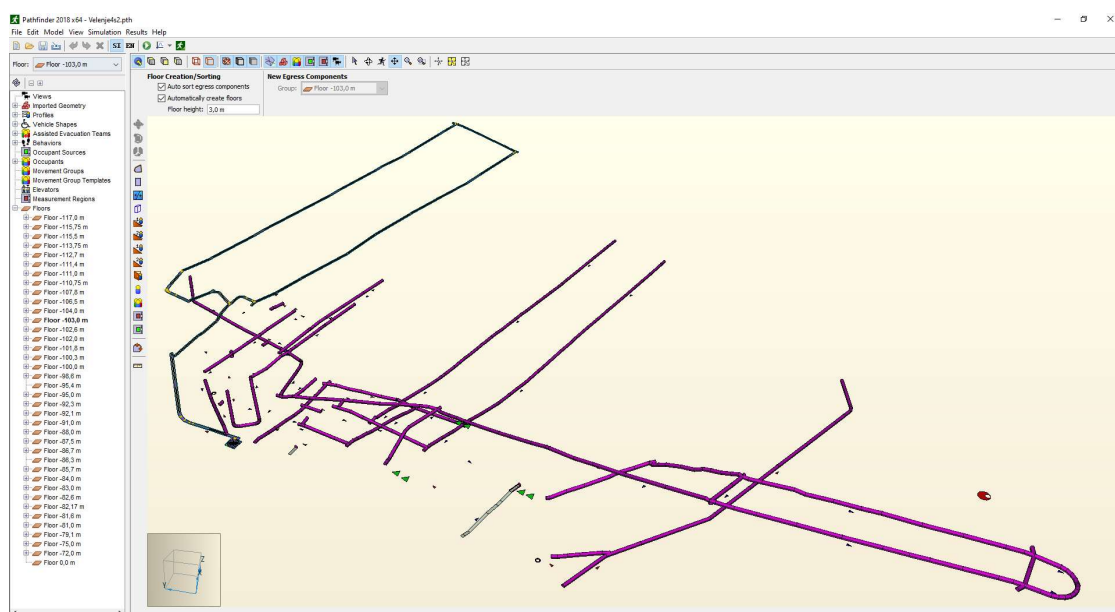 Pathfinder 2018 x64 - Velenje4s2.pth
File Edit Model View Simulation Results Help
SI EN
Floor: Floor -103,0 m
Floor Creation/Sorting
New Egress Components
Auto sort egress components
Group: Floor -103,0 m
Automatically create floors
Floor height: 3,0 m
Views
Imported Geometry
Profiles
Vehicle Shapes
Assisted Evacuation Teams
Behaviors
Occupant Sources
Occupants
Movement Groups
Movement Group Templates
Elevators
Measurement Regions
Floors
Floor -117,0 m
Floor -115,75 m
Floor -115,5 m
Floor -113,75 m
Floor -112,7 m
Floor -111,4 m
Floor -111,0 m
Floor -110,75 m
Floor -107,8 m
Floor -106,5 m
Floor -104,0 m
Floor -103,0 m
Floor -102,6 m
Floor -102,0 m
Floor -101,8 m
Floor -100,3 m
Floor -100,0 m
Floor -98,6 m
Floor -95,4 m
Floor -95,0 m
Floor -92,3 m
Floor -92,1 m
Floor -91,0 m
Floor -88,0 m
Floor -87,5 m
Floor -86,7 m
Floor -86,3 m
Floor -85,7 m
Floor -84,0 m
Floor -83,0 m
Floor -82,6 m
Floor -82,17 m
Floor -81,6 m
Floor -81,0 m
Floor -79,1 m
Floor -75,0 m
Floor -72,0 m
Floor 0,0 m
Z
Y